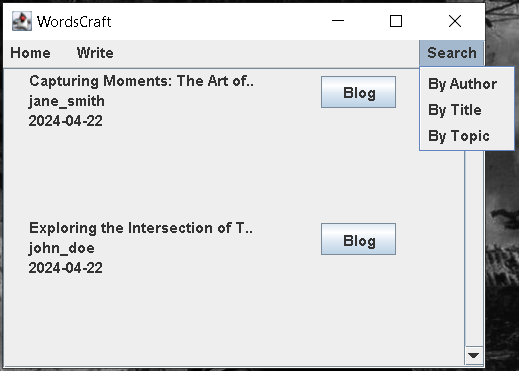 WordsCraft
Home Write Search
By Author
By Title
By Topic
Capturing Moments: The Art of..
jane_smith
2024-04-22
Blog
Exploring the Intersection of T..
john_doe
2024-04-22
Blog